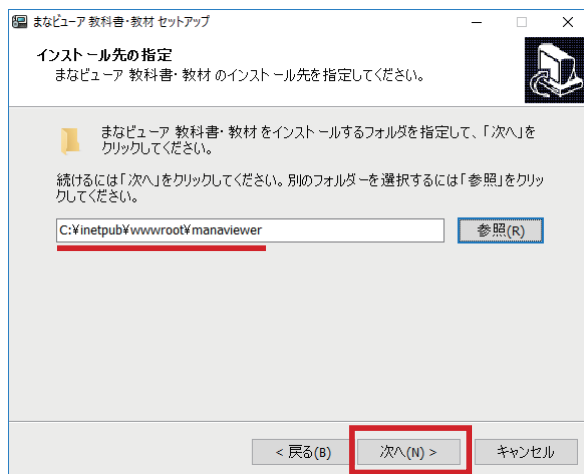 まなビューア 教科書・教材 セットアップ
インストール先の指定
まなビューア 教科書・教材 のインストール先を指定してください。
まなビューア 教科書・教材 をインストールするフォルダを指定して、「次へ」を
クリックしてください。
続けるには「次へ」をクリックしてください。別のフォルダーを選択するには「参照」をクリッ
クしてください。
C:¥inetpub¥wwwroot¥manaviewer
参照(R)
< 戻る(B)
次へ(N) >
キャンセル